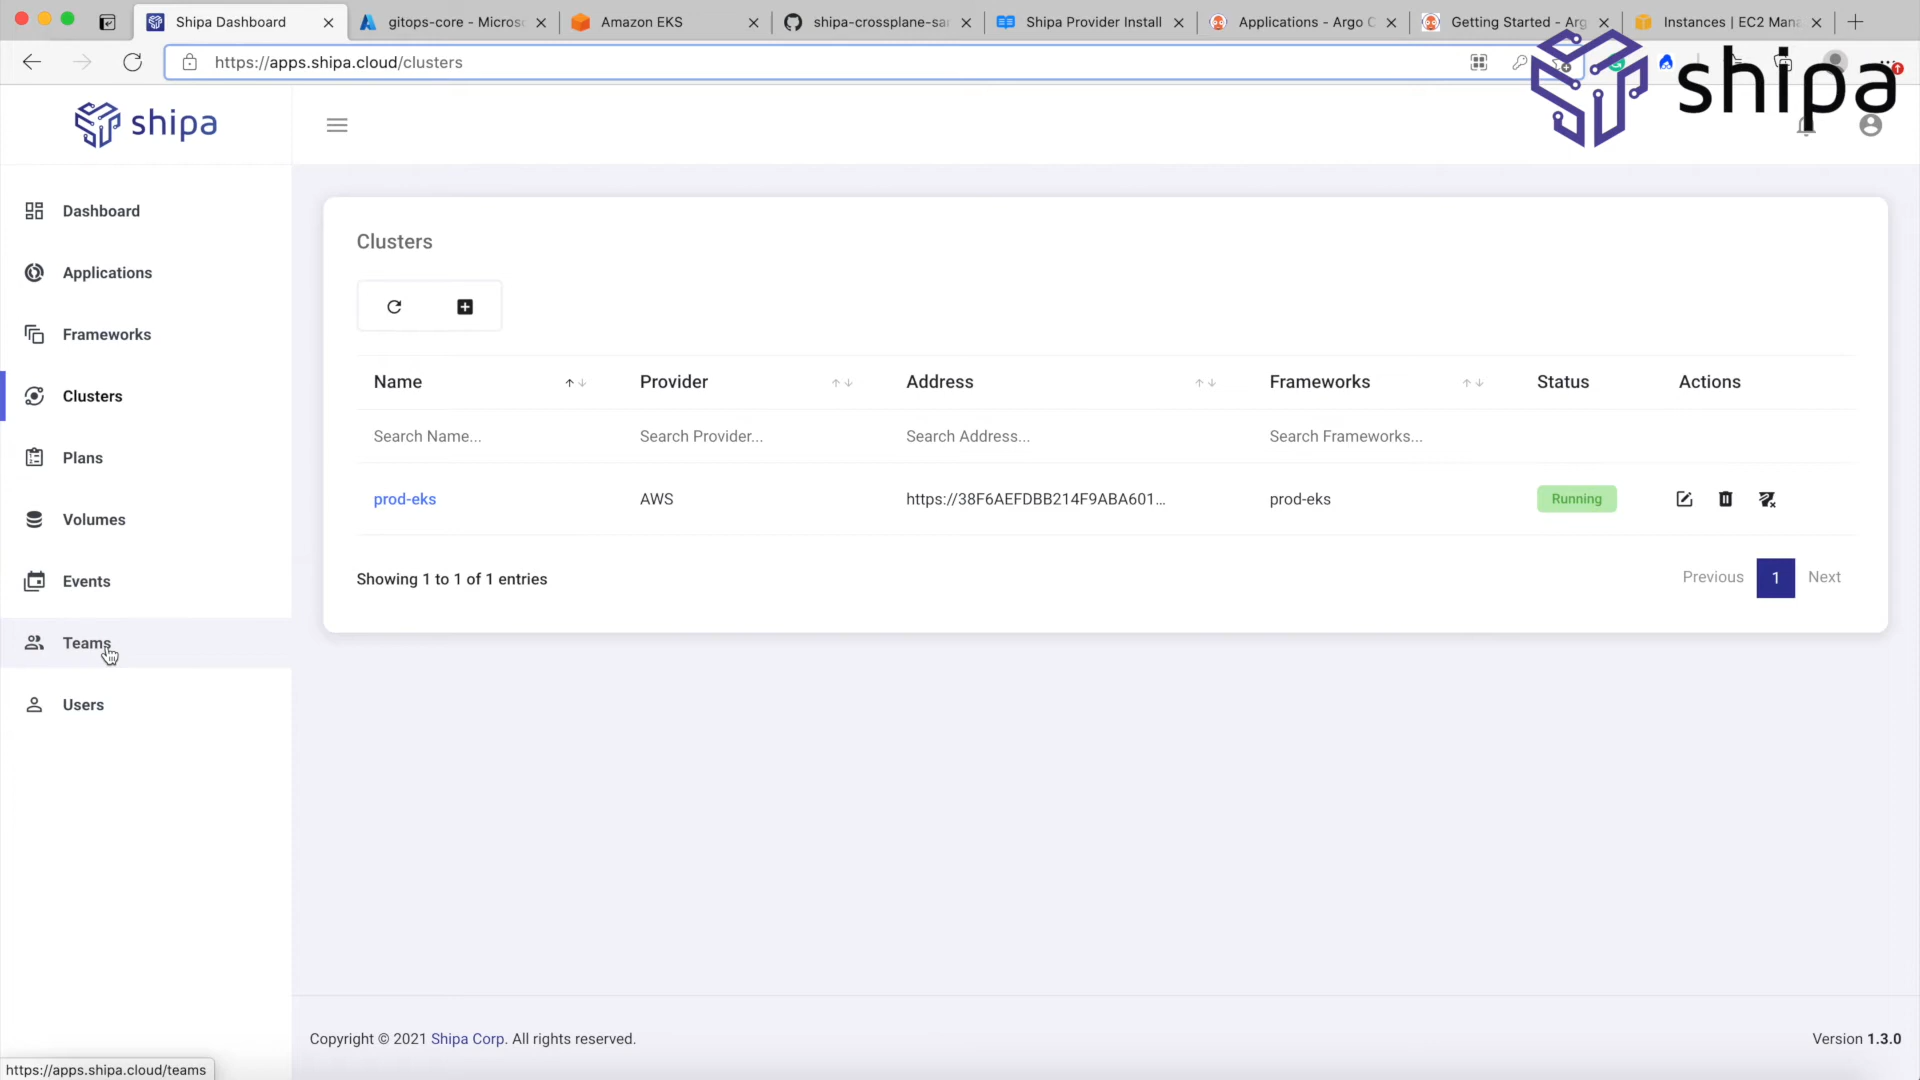 Shipa Dashboard
gitops-core - Micros
Amazon EKS
shipa-crossplane-sa
Shipa Provider Install
Applications - Argo C
Getting Started - Arg
Instances | EC2 Mana
https://apps.shipa.cloud/clusters
shipa
shipa
Dashboard
Applications
Frameworks
Clusters
Plans
Volumes
Events
Teams
Users
Clusters
Name
Provider
Address
Frameworks
Status
Actions
Search Name...
Search Provider...
Search Address...
Search Frameworks...
prod-eks
AWS
https://38F6AEFDBB214F9ABA601...
prod-eks
Running
Showing 1 to 1 of 1 entries
Previous
1
Next
Copyright © 2021 Shipa Corp. All rights reserved.
Version 1.3.0
https://apps.shipa.cloud/teams